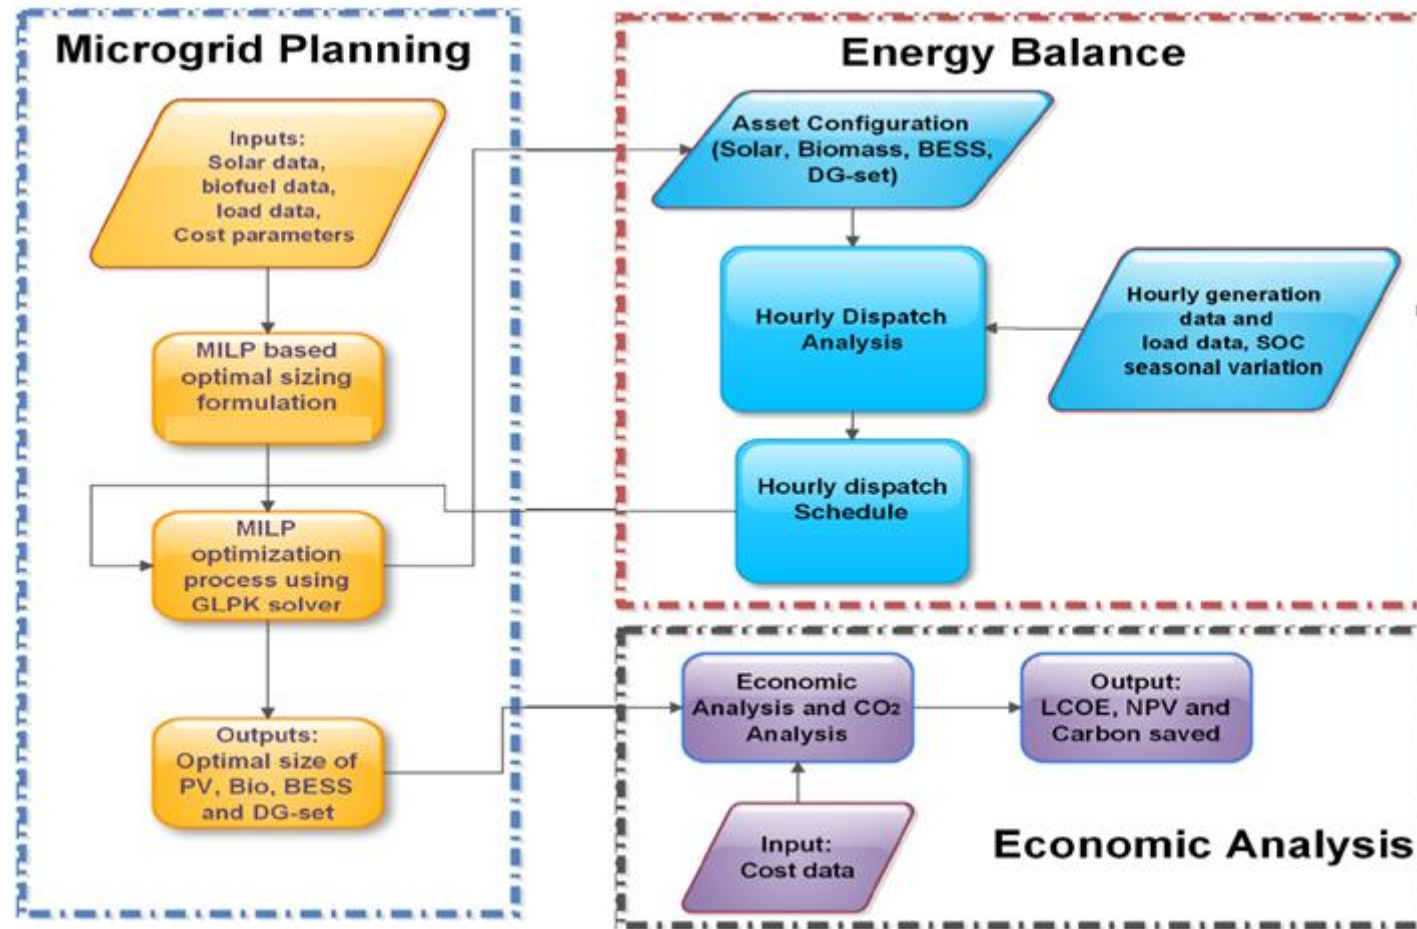 Microgrid Planning
Inputs:
Solar data,
biofuel data,
load data,
Cost parameters
MILP based
optimal sizing
formulation
MILP
optimization
process using
GLPK solver
Outputs:
Optimal size of
PV, Bio, BESS
and DG-set
Energy Balance
Asset Configuration
(Solar, Biomass, BESS,
DG-set)
Hourly Dispatch
Analysis
Hourly generation
data and
load data, SOC
seasonal variation
Hourly dispatch
Schedule
Economic
Analysis and CO₂
Analysis
Output:
LCOE, NPV and
Carbon saved
Input:
Cost data
Economic Analysis